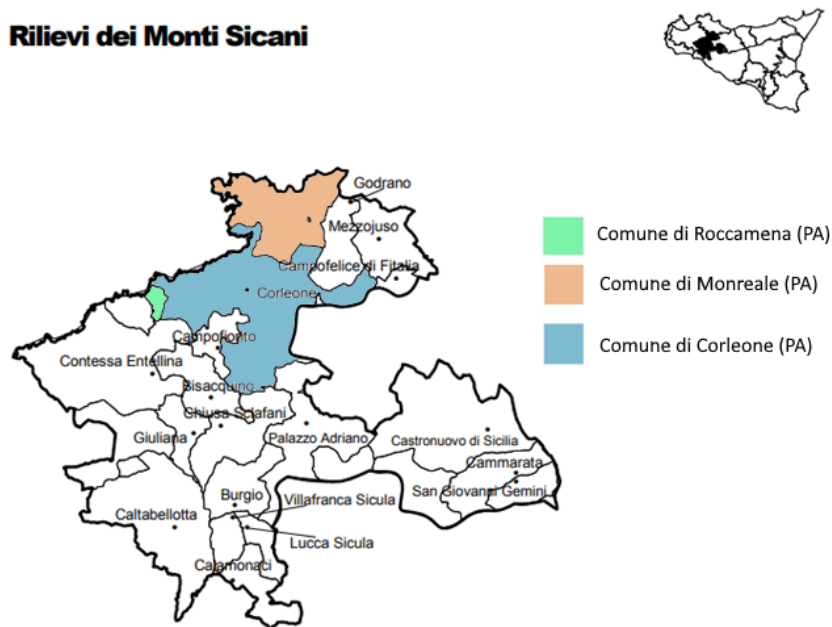 Rilievi dei Monti Sicani
Godrano
Mezzojuso
Comune di Roccamena (PA)
Campofelice di Fitalia
Comune di Monreale (PA)
Corleone
Campofiorito
Comune di Corleone (PA)
Contessa Entellina
Bisacquino
Chiusa Sclafani
Giuliana
Palazzo Adriano
Castronuovo di Sicilia
Cammarata
San Giovanni Gemini
Burgio
Villafranca Sicula
Caltabellotta
Lucca Sicula
Calamonaci